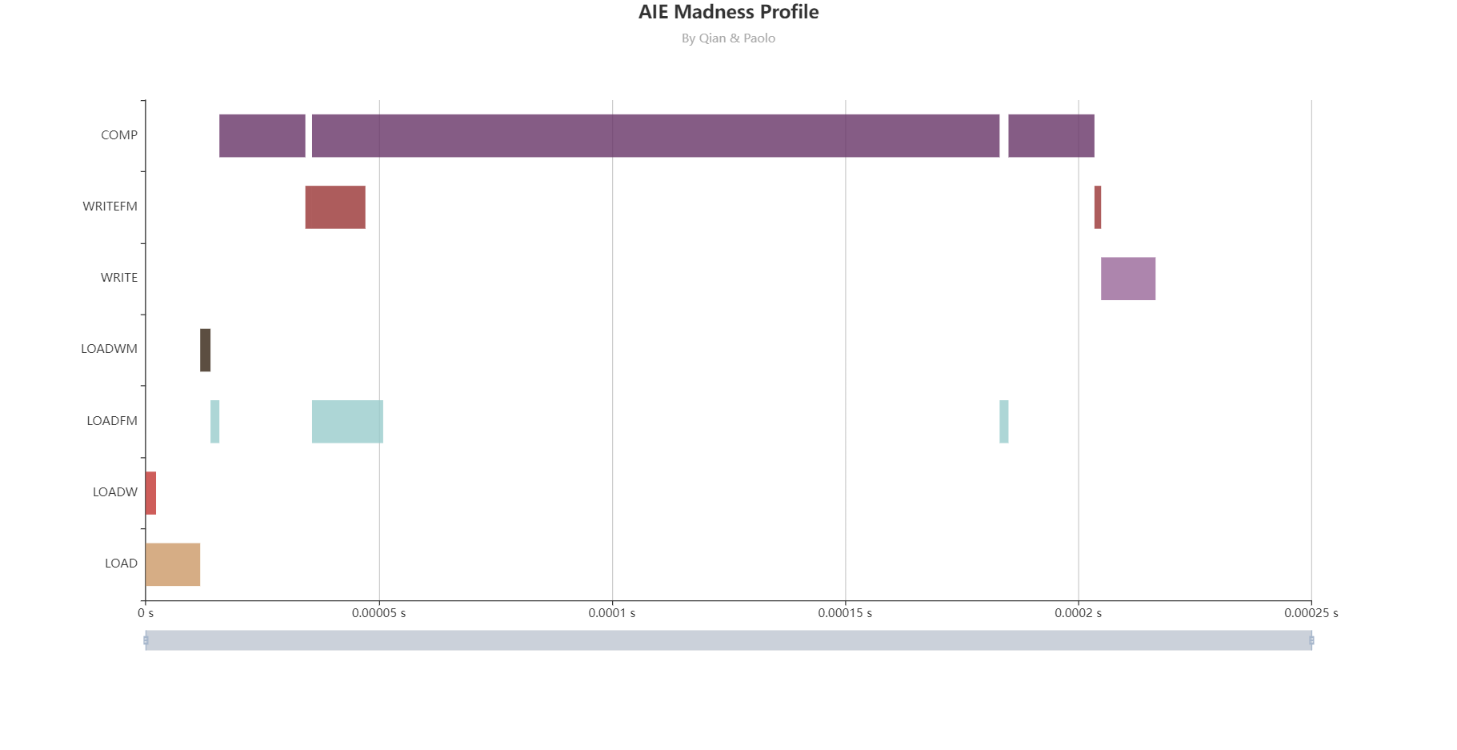 AIE Madness Profile
By Qian & Paolo
COMP
WRITEFM
WRITE
LOADWM
LOADFM
LOADW
LOAD
0 s 0.00005 s 0.0001 s 0.00015 s 0.0002 s 0.00025 s